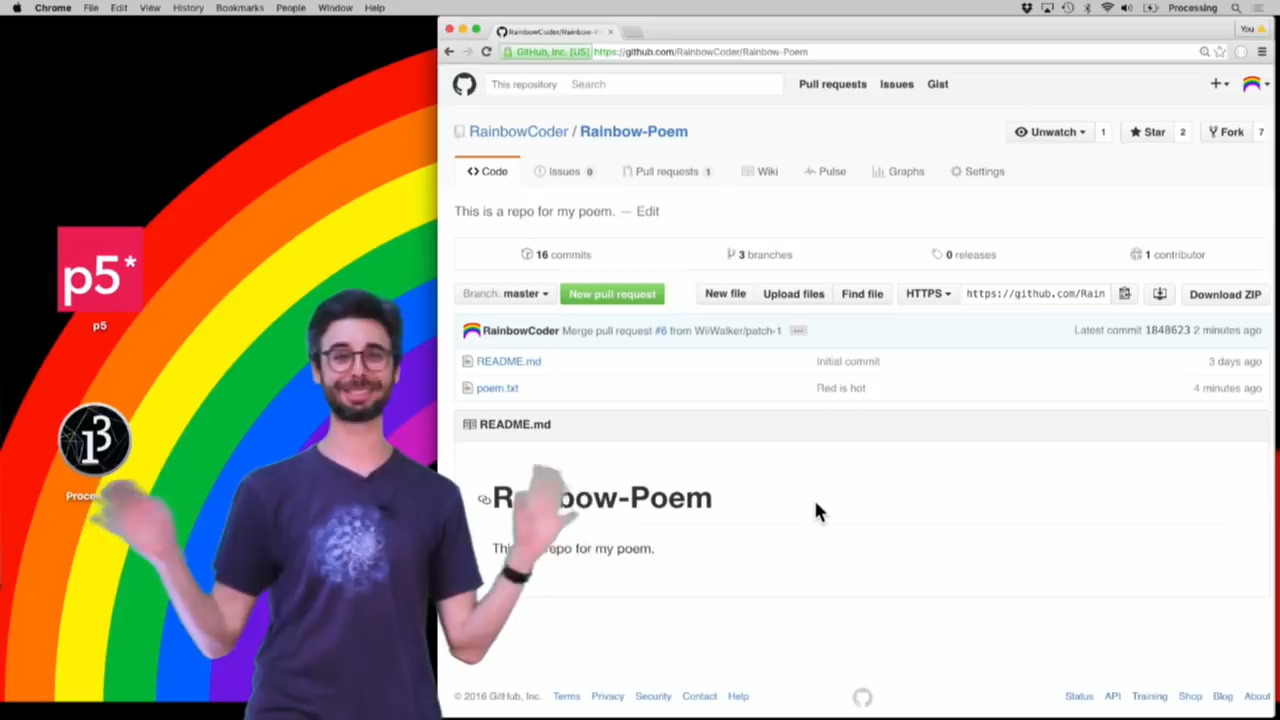 Chrome File Edit View History Bookmarks People Window Help Processing
RainbowCoder/Rainbow-P
You
GitHub, Inc. [US] https://github.com/RainbowCoder/Rainbow-Poem
This repository Search Pull requests Issues Gist
RainbowCoder / Rainbow-Poem Unwatch 1 Star 2 Fork 7
Code Issues 0 Pull requests 1 Wiki Pulse Graphs Settings
This is a repo for my poem. — Edit
16 commits 3 branches 0 releases 1 contributor
Branch: master New pull request New file Upload files Find file HTTPS https://github.com/Rain Download ZIP
RainbowCoder Merge pull request #6 from WiiWalker/patch-1 ... Latest commit 1848623 2 minutes ago
README.md Initial commit 3 days ago
poem.txt Red is hot 4 minutes ago
README.md
p5*
p5
Proce
R bow-Poem
Th epo for my poem.
© 2016 GitHub, Inc. Terms Privacy Security Contact Help Status API Training Shop Blog About